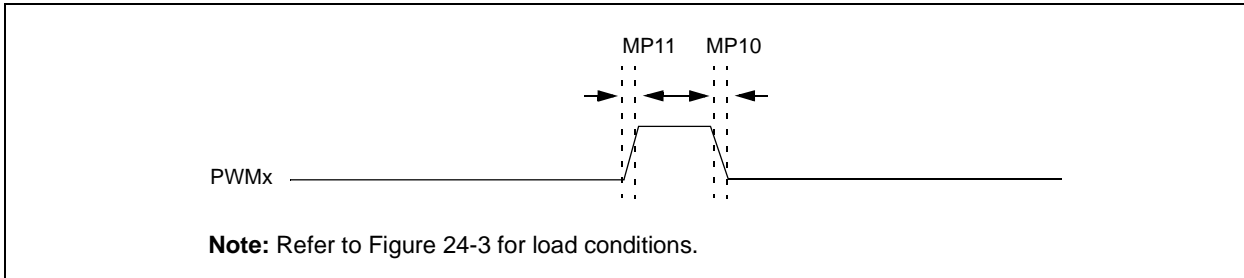 MP11 MP10
PWMx
Note: Refer to Figure 24-3 for load conditions.